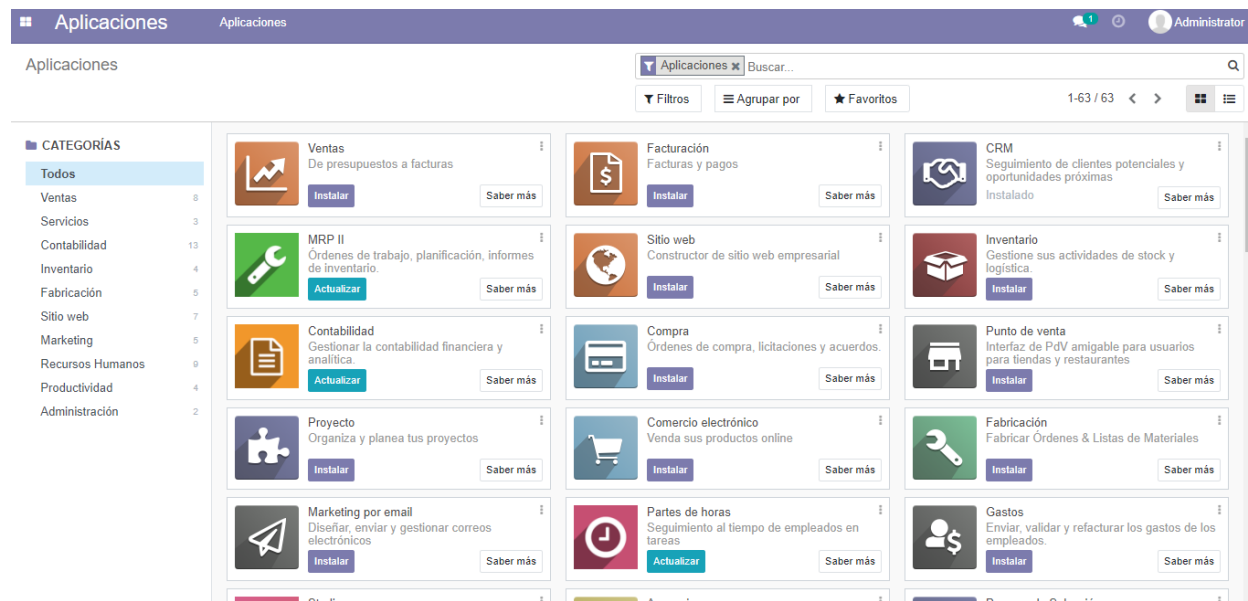 Aplicaciones
Aplicaciones
1
Administrator
Aplicaciones
Aplicaciones
Buscar...
Filtros
Agrupar por
Favoritos
1-63 / 63
CATEGORÍAS
Todos
Ventas 8
Servicios 3
Contabilidad 13
Inventario 4
Fabricación 5
Sitio web 7
Marketing 5
Recursos Humanos 9
Productividad 4
Administración 2
Ventas
De presupuestos a facturas
Instalar
Saber más
Facturación
Facturas y pagos
Instalar
Saber más
CRM
Seguimiento de clientes potenciales y
oportunidades próximas
Instalado
Saber más
MRP II
Órdenes de trabajo, planificación, informes
de inventario.
Actualizar
Saber más
Sitio web
Constructor de sitio web empresarial
Instalar
Saber más
Inventario
Gestione sus actividades de stock y
logística.
Instalar
Saber más
Contabilidad
Gestionar la contabilidad financiera y
analítica.
Actualizar
Saber más
Compra
Órdenes de compra, licitaciones y acuerdos.
Instalar
Saber más
Punto de venta
Interfaz de PdV amigable para usuarios
para tiendas y restaurantes
Instalar
Saber más
Proyecto
Organiza y planea tus proyectos
Instalar
Saber más
Comercio electrónico
Venda sus productos online
Instalar
Saber más
Fabricación
Fabricar Órdenes & Listas de Materiales
Instalar
Saber más
Marketing por email
Diseñar, enviar y gestionar correos
electrónicos
Instalar
Saber más
Partes de horas
Seguimiento al tiempo de empleados en
tareas
Actualizar
Saber más
Gastos
Enviar, validar y refacturar los gastos de los
empleados.
Instalar
Saber más